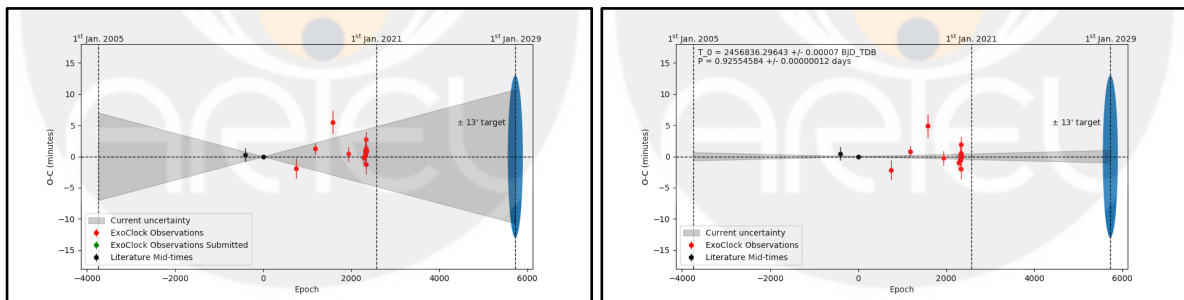 1st Jan. 2005
1st Jan. 2021
1st Jan. 2029
15
10
5
0
−5
−10
−15
O-C (minutes)
± 13' target
Current uncertainty
ExoClock Observations
ExoClock Observations Submitted
Literature Mid-times
−4000
−2000
0
2000
4000
6000
Epoch
ARIEL
1st Jan. 2005
1st Jan. 2021
1st Jan. 2029
T_0 = 2456836.29643 +/- 0.00007 BJD_TDB
P = 0.92554584 +/- 0.00000012 days
15
10
5
0
−5
−10
−15
O-C (minutes)
± 13' target
Current uncertainty
ExoClock Observations
Literature Mid-times
−4000
−2000
0
2000
4000
6000
Epoch
ARIEL